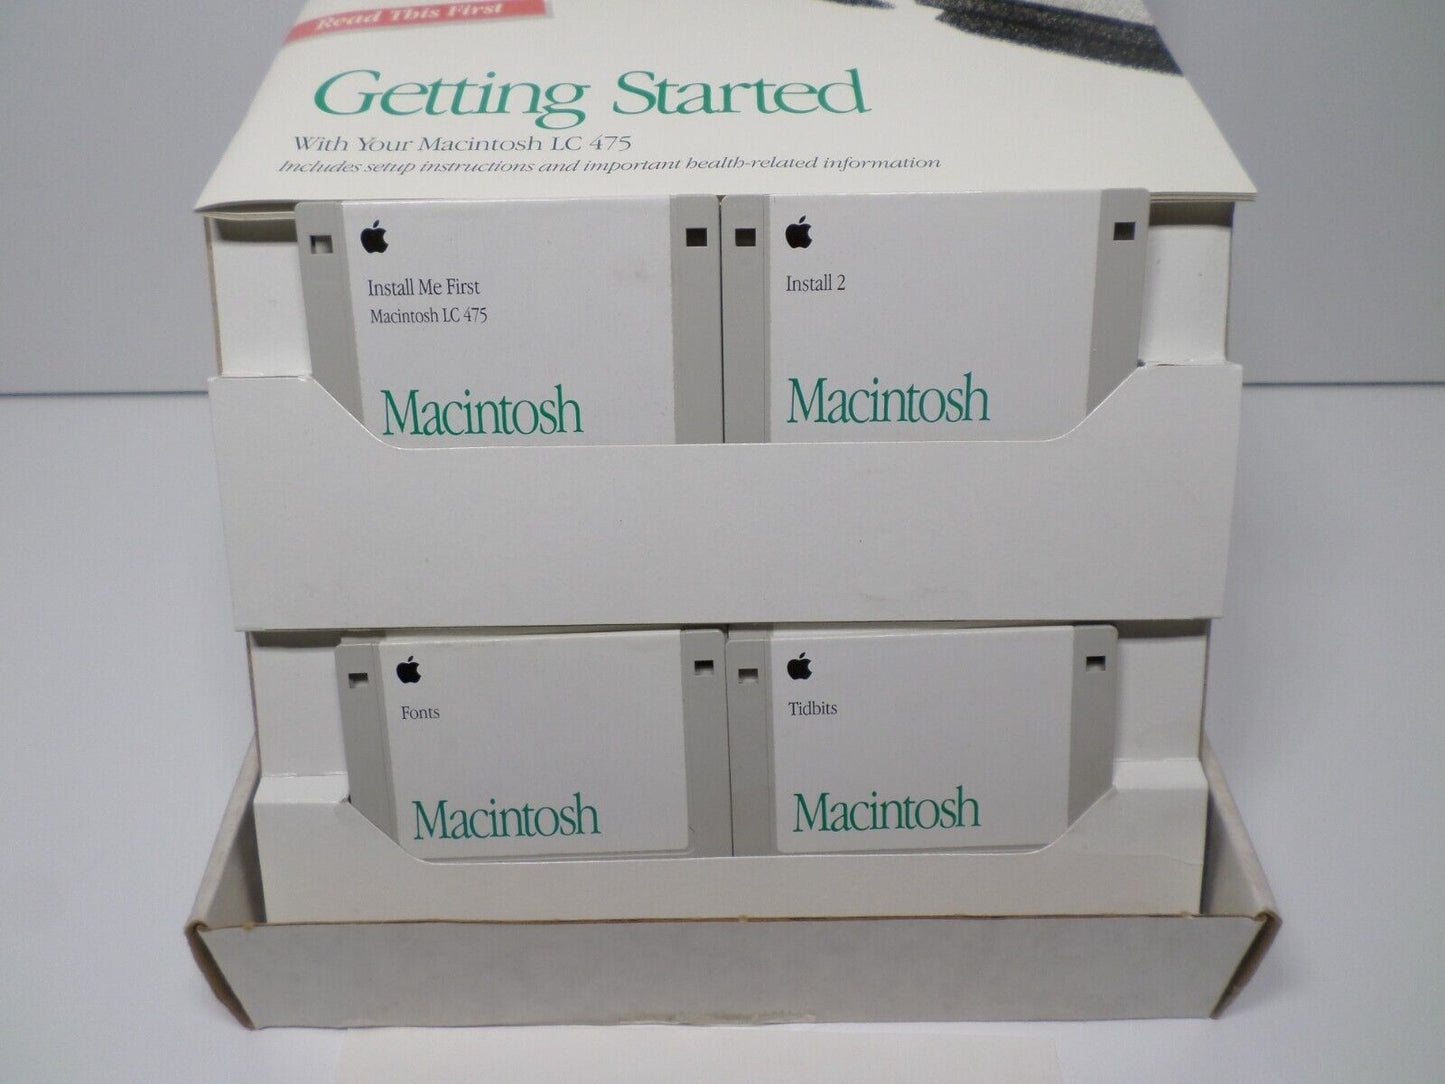 Read This First
Getting Started
With Your Macintosh LC 475
Includes setup instructions and important health-related information
Install Me First
Macintosh LC 475
Macintosh
Install 2
Macintosh
Fonts
Macintosh
Tidbits
Macintosh